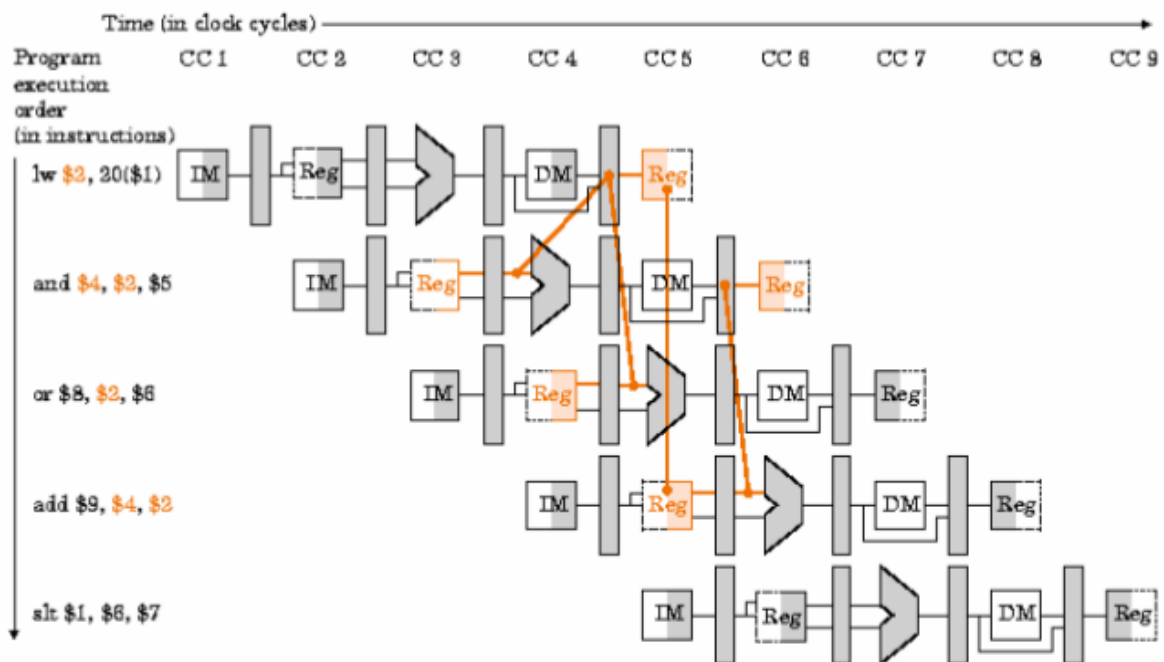 Time (in clock cycles)
Program CC 1 CC 2 CC 3 CC 4 CC 5 CC 6 CC 7 CC 8 CC 9
execution
order
(in instructions)
lw $2, 20($1) IM Reg DM Reg
and $4, $2, $5 IM Reg DM Reg
or $8, $2, $6 IM Reg DM Reg
add $9, $4, $2 IM Reg DM Reg
slt $1, $6, $7 IM Reg DM Reg